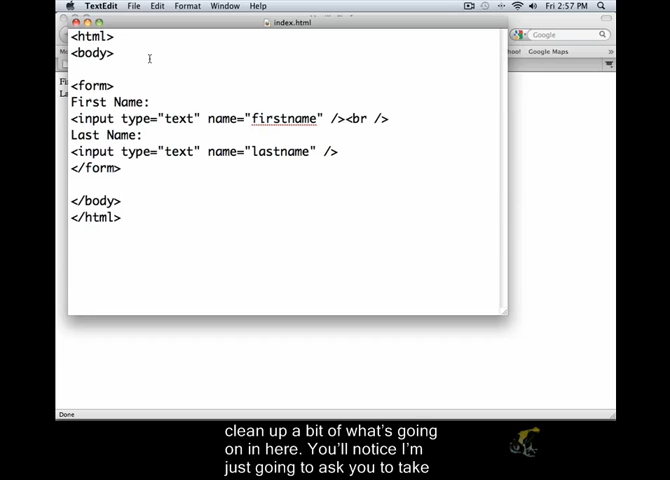 TextEdit File Edit Format Window Help Fri 2:57 PM
index.html
<html>
<body>
Google
Google Maps
<form>
First Name:
<input type="text" name="firstname" /><br />
Last Name:
<input type="text" name="lastname" />
</form>
</body>
</html>
Done
clean up a bit of what's going
on in here. You'll notice I'm
just going to ask you to take